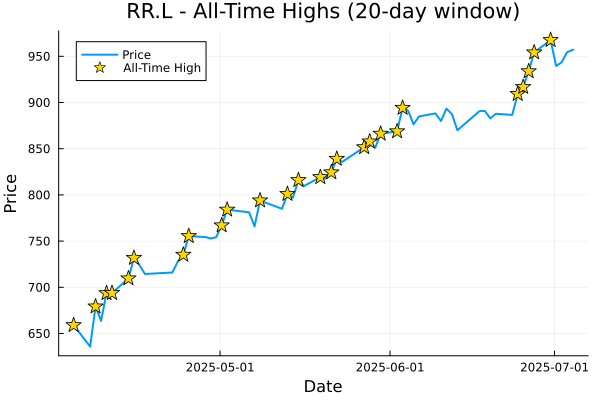 RR.L - All-Time Highs (20-day window)
Price
All-Time High
950
900
850
800
750
700
650
Price
2025-05-01
2025-06-01
2025-07-01
Date